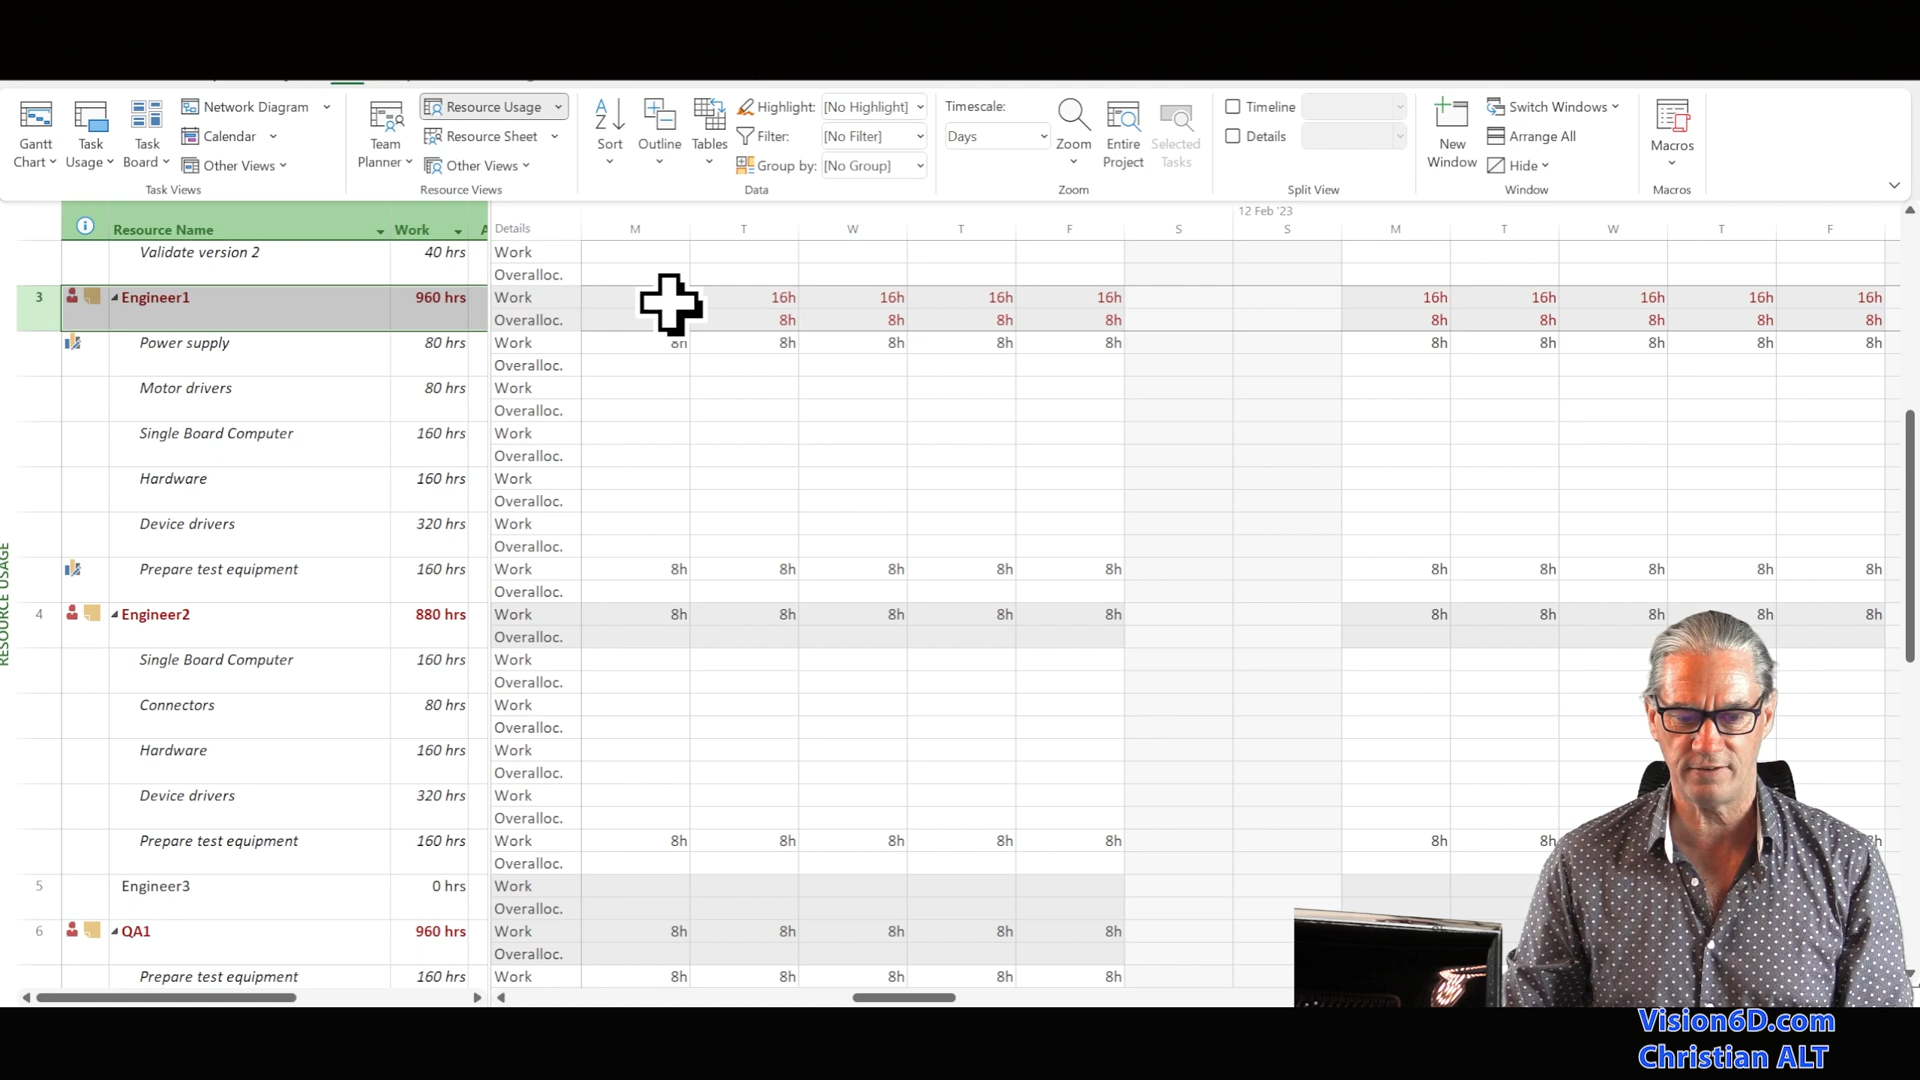 Network Diagram
Calendar
Other Views
Gantt Chart
Task Usage
Task Board
Task Views
Team Planner
Resource Usage
Resource Sheet
Other Views
Resource Views
Sort
Outline
Tables
Highlight: [No Highlight]
Filter: [No Filter]
Group by: [No Group]
Data
Timescale:
Days
Zoom
Entire Project
Selected Tasks
Zoom
Timeline
Details
Split View
New Window
Switch Windows
Arrange All
Hide
Window
Macros
Macros
12 Feb '23
Resource Name Work Details M T W T F S S M T W T F
Validate version 2 40 hrs Work
Overalloc.
3 Engineer1 960 hrs Work 16h 16h 16h 16h 16h 16h 16h 16h 16h
Overalloc. 8h 8h 8h 8h 8h 8h 8h 8h 8h
Power supply 80 hrs Work 8h 8h 8h 8h 8h 8h 8h 8h 8h 8h
Overalloc.
Motor drivers 80 hrs Work
Overalloc.
Single Board Computer 160 hrs Work
Overalloc.
Hardware 160 hrs Work
Overalloc.
Device drivers 320 hrs Work
Overalloc.
Prepare test equipment 160 hrs Work 8h 8h 8h 8h 8h 8h 8h 8h 8h 8h
Overalloc.
4 Engineer2 880 hrs Work 8h 8h 8h 8h 8h 8h 8h 8h 8h 8h
Overalloc.
Single Board Computer 160 hrs Work
Overalloc.
Connectors 80 hrs Work
Overalloc.
Hardware 160 hrs Work
Overalloc.
Device drivers 320 hrs Work
Overalloc.
Prepare test equipment 160 hrs Work 8h 8h 8h 8h 8h 8h 8h
Overalloc.
5 Engineer3 0 hrs Work
Overalloc.
6 QA1 960 hrs Work 8h 8h 8h 8h 8h
Overalloc.
Prepare test equipment 160 hrs Work 8h 8h 8h 8h 8h
RESOURCE USAGE
Vision6D.com
Christian ALT